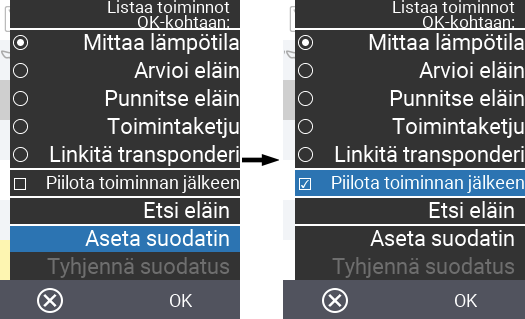 Listaa toiminnot
OK-kohtaan:
Mittaa lämpötila
Arvioi eläin
Punnitse eläin
Toimintaketju
Linkitä transponderi
Piilota toiminnan jälkeen
Etsi eläin
Aseta suodatin
Tyhjennä suodatus
OK
Listaa toiminnot
OK-kohtaan:
Mittaa lämpötila
Arvioi eläin
Punnitse eläin
Toimintaketju
Linkitä transponderi
Piilota toiminnan jälkeen
Etsi eläin
Aseta suodatin
Tyhjennä suodatus
OK